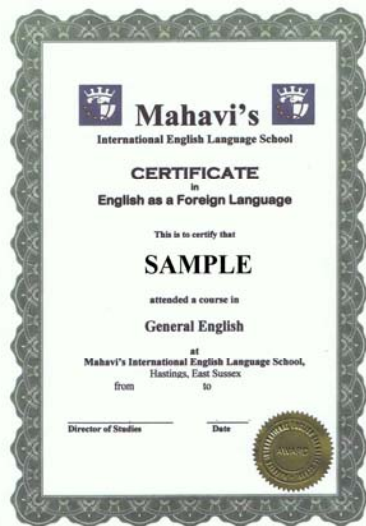 Mahavi's
International English Language School
CERTIFICATE
in
English as a Foreign Language
This is to certify that
SAMPLE
attended a course in
General English
at
Mahavi's International English Language School,
Hastings, East Sussex
from to
Director of Studies Date
AWARD